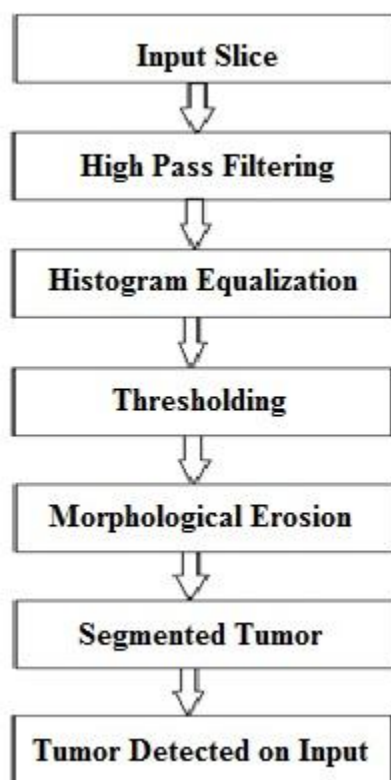 Input Slice
High Pass Filtering
Histogram Equalization
Thresholding
Morphological Erosion
Segmented Tumor
Tumor Detected on Input